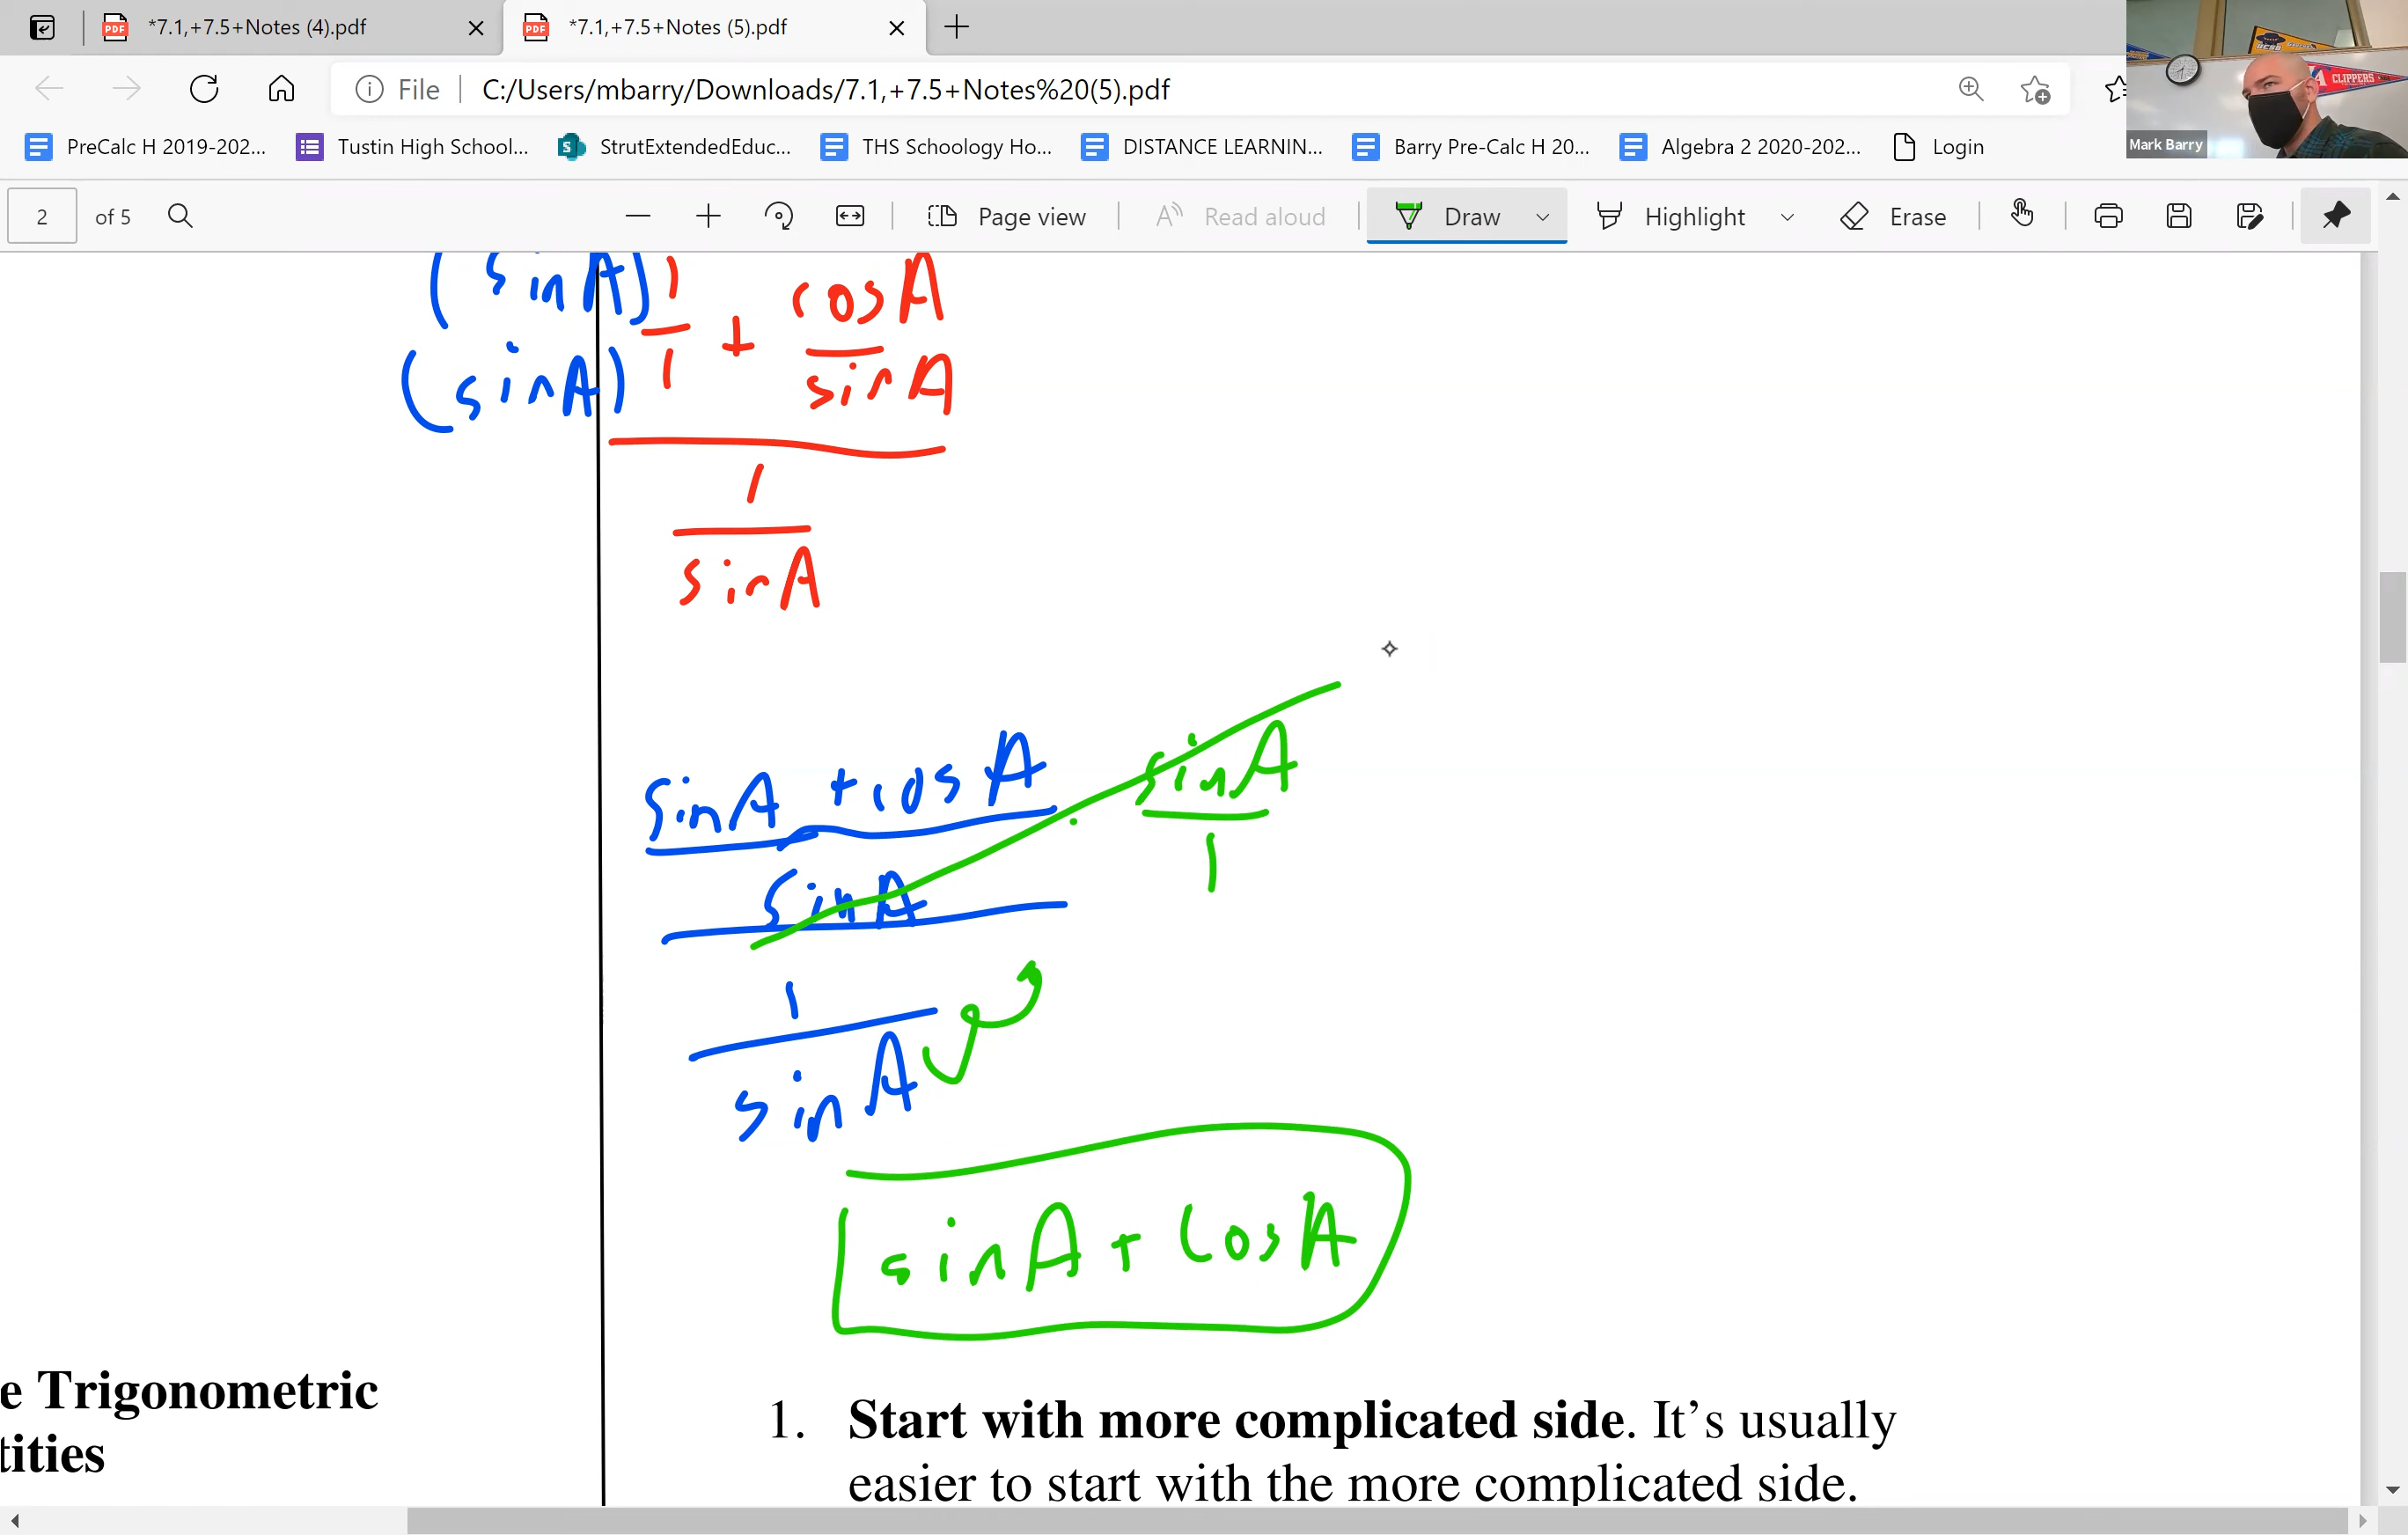 *7.1,+7.5+Notes (4).pdf
*7.1,+7.5+Notes (5).pdf
File C:/Users/mbarry/Downloads/7.1,+7.5+Notes%20(5).pdf
PreCalc H 2019-202... Tustin High School... StrutExtendedEduc... THS Schoology Ho... DISTANCE LEARNIN... Barry Pre-Calc H 20... Algebra 2 2020-202... Login
CLIPPERS
Mark Barry
2 of 5 Page view Read aloud Draw Highlight Erase
(sinA) 1 + cosA
(sinA) 1 sinA
1
sinA
sinA + cosA · sinA
sinA 1
1
sinA
sinA + cosA
e Trigonometric
tities
1. Start with more complicated side. It's usually
easier to start with the more complicated side.